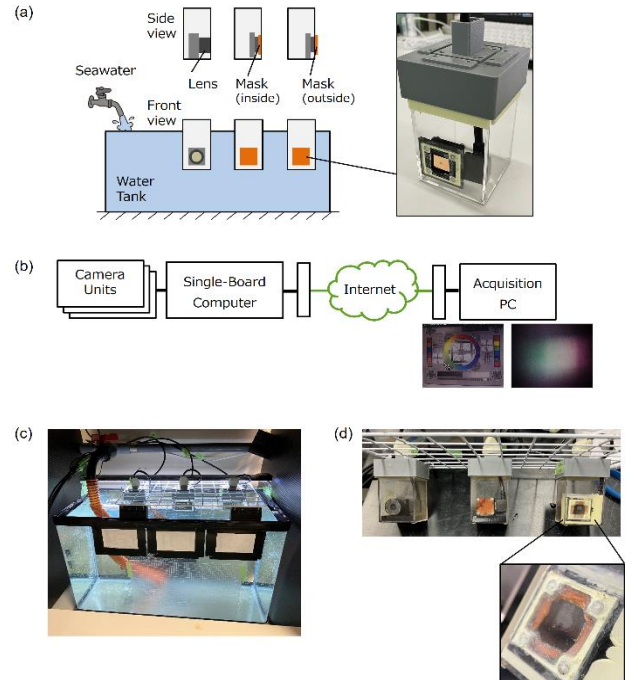 (a)
Side
view
Lens
Mask
(inside)
Mask
(outside)
Seawater
Front
view
Water
Tank
(b)
Camera
Units
Single-Board
Computer
Internet
Acquisition
PC
(c)
(d)